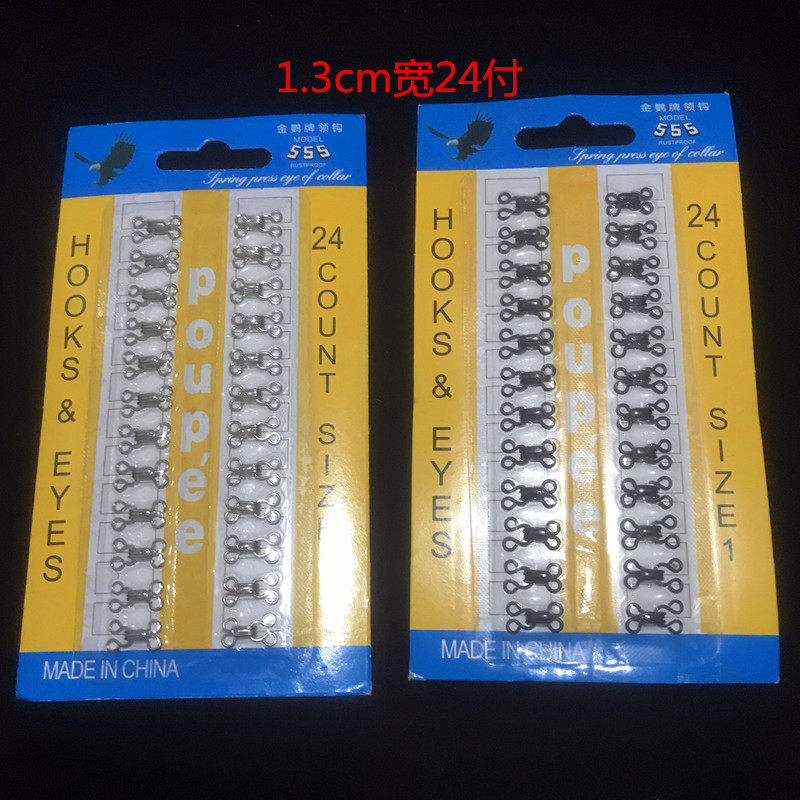 1.3cm宽24付
金鹦牌领钩
MODEL
555
RUSTPROOF
Spring press eye of collar
HOOKS & EYES
poupée
24 COUNT SIZE 1
MADE IN CHINA
金鹦牌领钩
MODEL
555
RUSTPROOF
Spring press eye of collar
HOOKS & EYES
poupée
24 COUNT SIZE 1
MADE IN CHINA